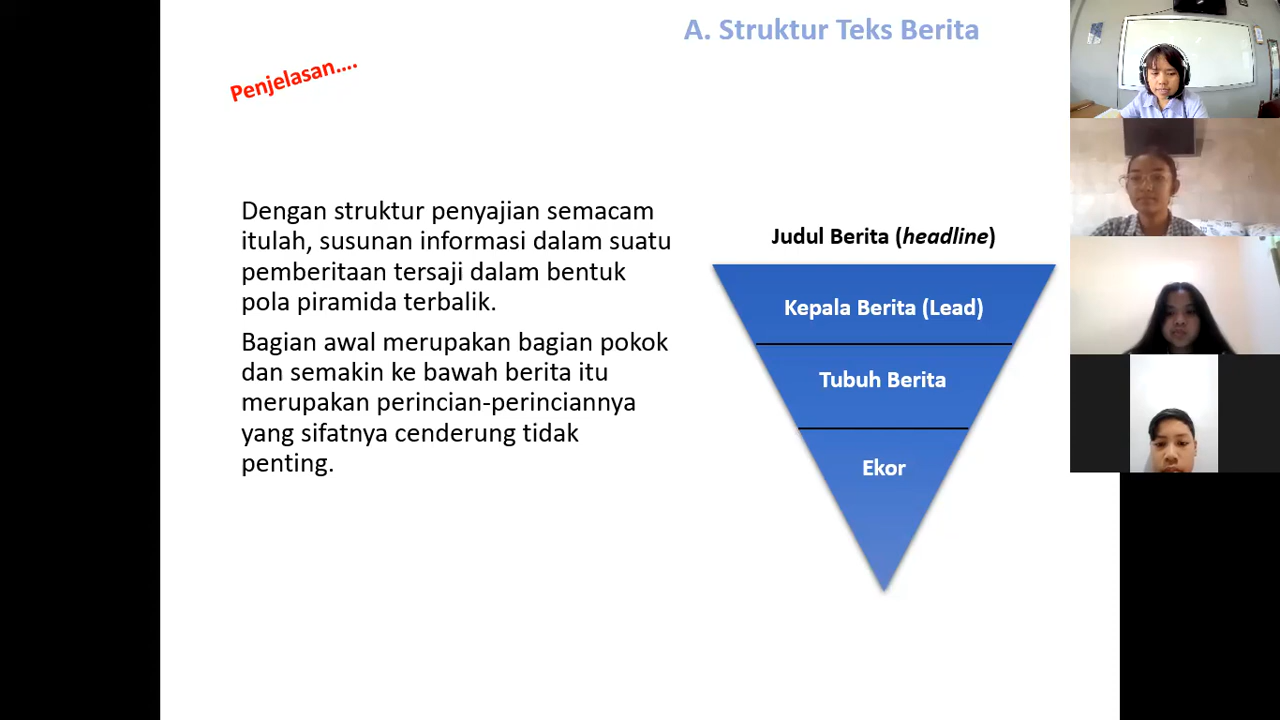 A. Struktur Teks Berita
Penjelasan....
Dengan struktur penyajian semacam
itulah, susunan informasi dalam suatu
pemberitaan tersaji dalam bentuk
pola piramida terbalik.
Bagian awal merupakan bagian pokok
dan semakin ke bawah berita itu
merupakan perincian-perinciannya
yang sifatnya cenderung tidak
penting.
Judul Berita (headline)
Kepala Berita (Lead)
Tubuh Berita
Ekor